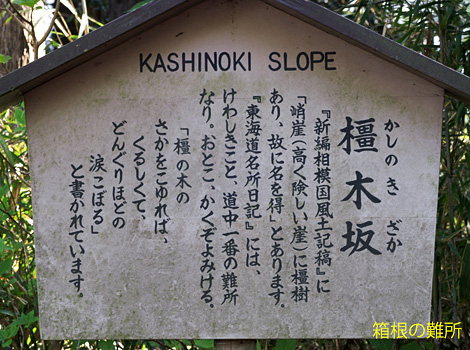 KASHINOKI SLOPE
橿木坂
かしのきざか
『新編相模国風土記稿』に
「峭崖(高く険しい崖)に橿樹
あり、故に名を得」とあります。
『東海道名所日記』には、
けわしきこと、道中一番の難所
なり。おとこ、かくぞよみける。
「橿の木の
さかをこゆれば、
くるしくて、
どんぐりほどの
涙こぼる」
と書かれています。
箱根の難所